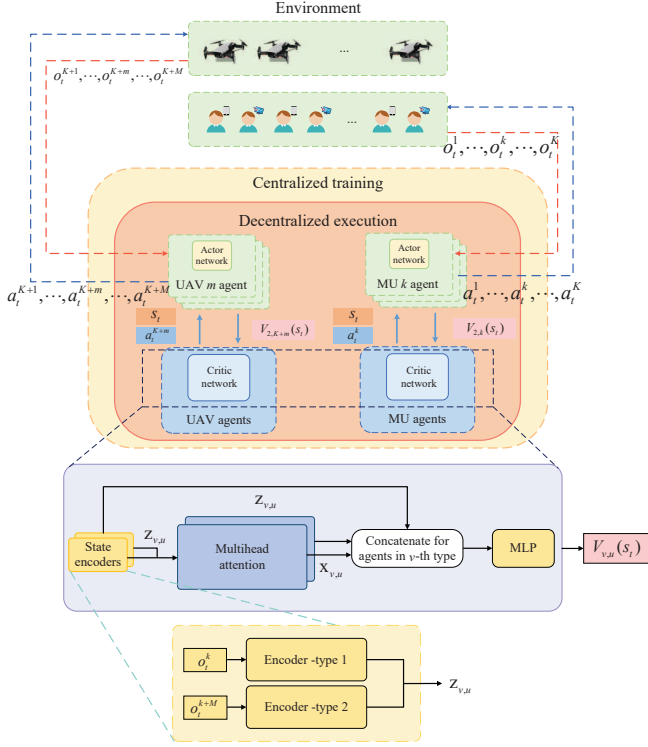 Environment
...
o_t^{K+1},···,o_t^{K+m},···,o_t^{K+M}
...
o_t^1,···,o_t^k,···,o_t^K
Centralized training
Decentralized execution
Actor
network
UAV m agent
Actor
network
MU k agent
a_t^{K+1},···,a_t^{K+m},···,a_t^{K+M}
a_t^1,···,a_t^k,···,a_t^K
s_t
a_t^{K+m}
V_{2,K+m}(s_t)
s_t
a_t^k
V_{2,k}(s_t)
Critic
network
UAV agents
Critic
network
MU agents
z_{v,u}
State
encoders
z_{v,u}
Multihead
attention
x_{v,u}
Concatenate for
agents in v-th type
MLP
V_{v,u}(s_t)
o_t^k
Encoder -type 1
o_t^{k+M}
Encoder -type 2
z_{v,u}